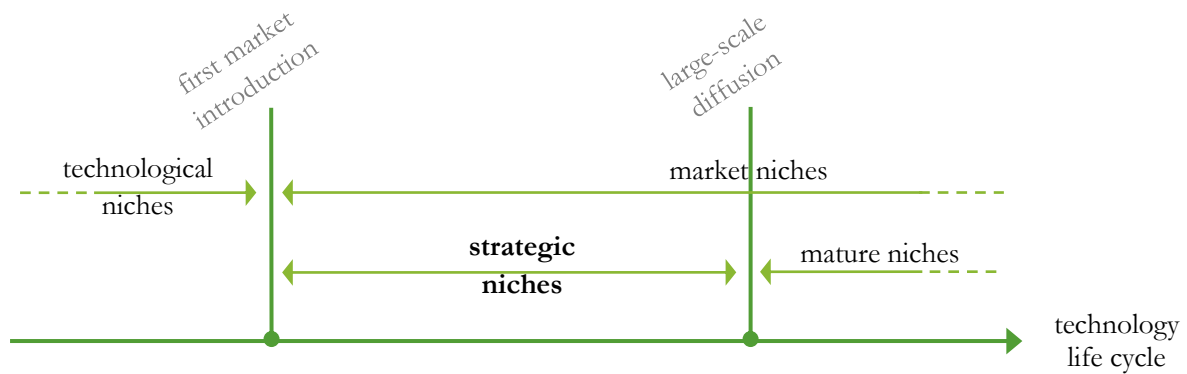 first market
introduction
large-scale
diffusion
technological
niches
market niches
strategic
niches
mature niches
technology
life cycle